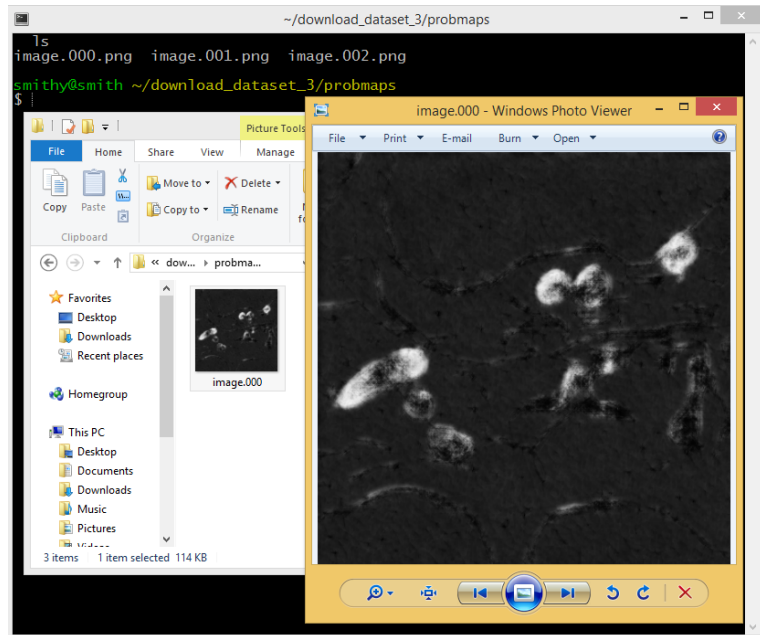 ~/download_dataset_3/probmaps
ls
image.000.png image.001.png image.002.png
smithy@smith ~/download_dataset_3/probmaps
$
Picture Tools
File Home Share View Manage
Copy
Paste
W...
Move to
Copy to
Delete
Rename
Clipboard
Organize
« dow... probma...
Favorites
Desktop
Downloads
Recent places
Homegroup
This PC
Desktop
Documents
Downloads
Music
Pictures
image.000
3 items 1 item selected 114 KB
image.000 - Windows Photo Viewer
File Print E-mail Burn Open